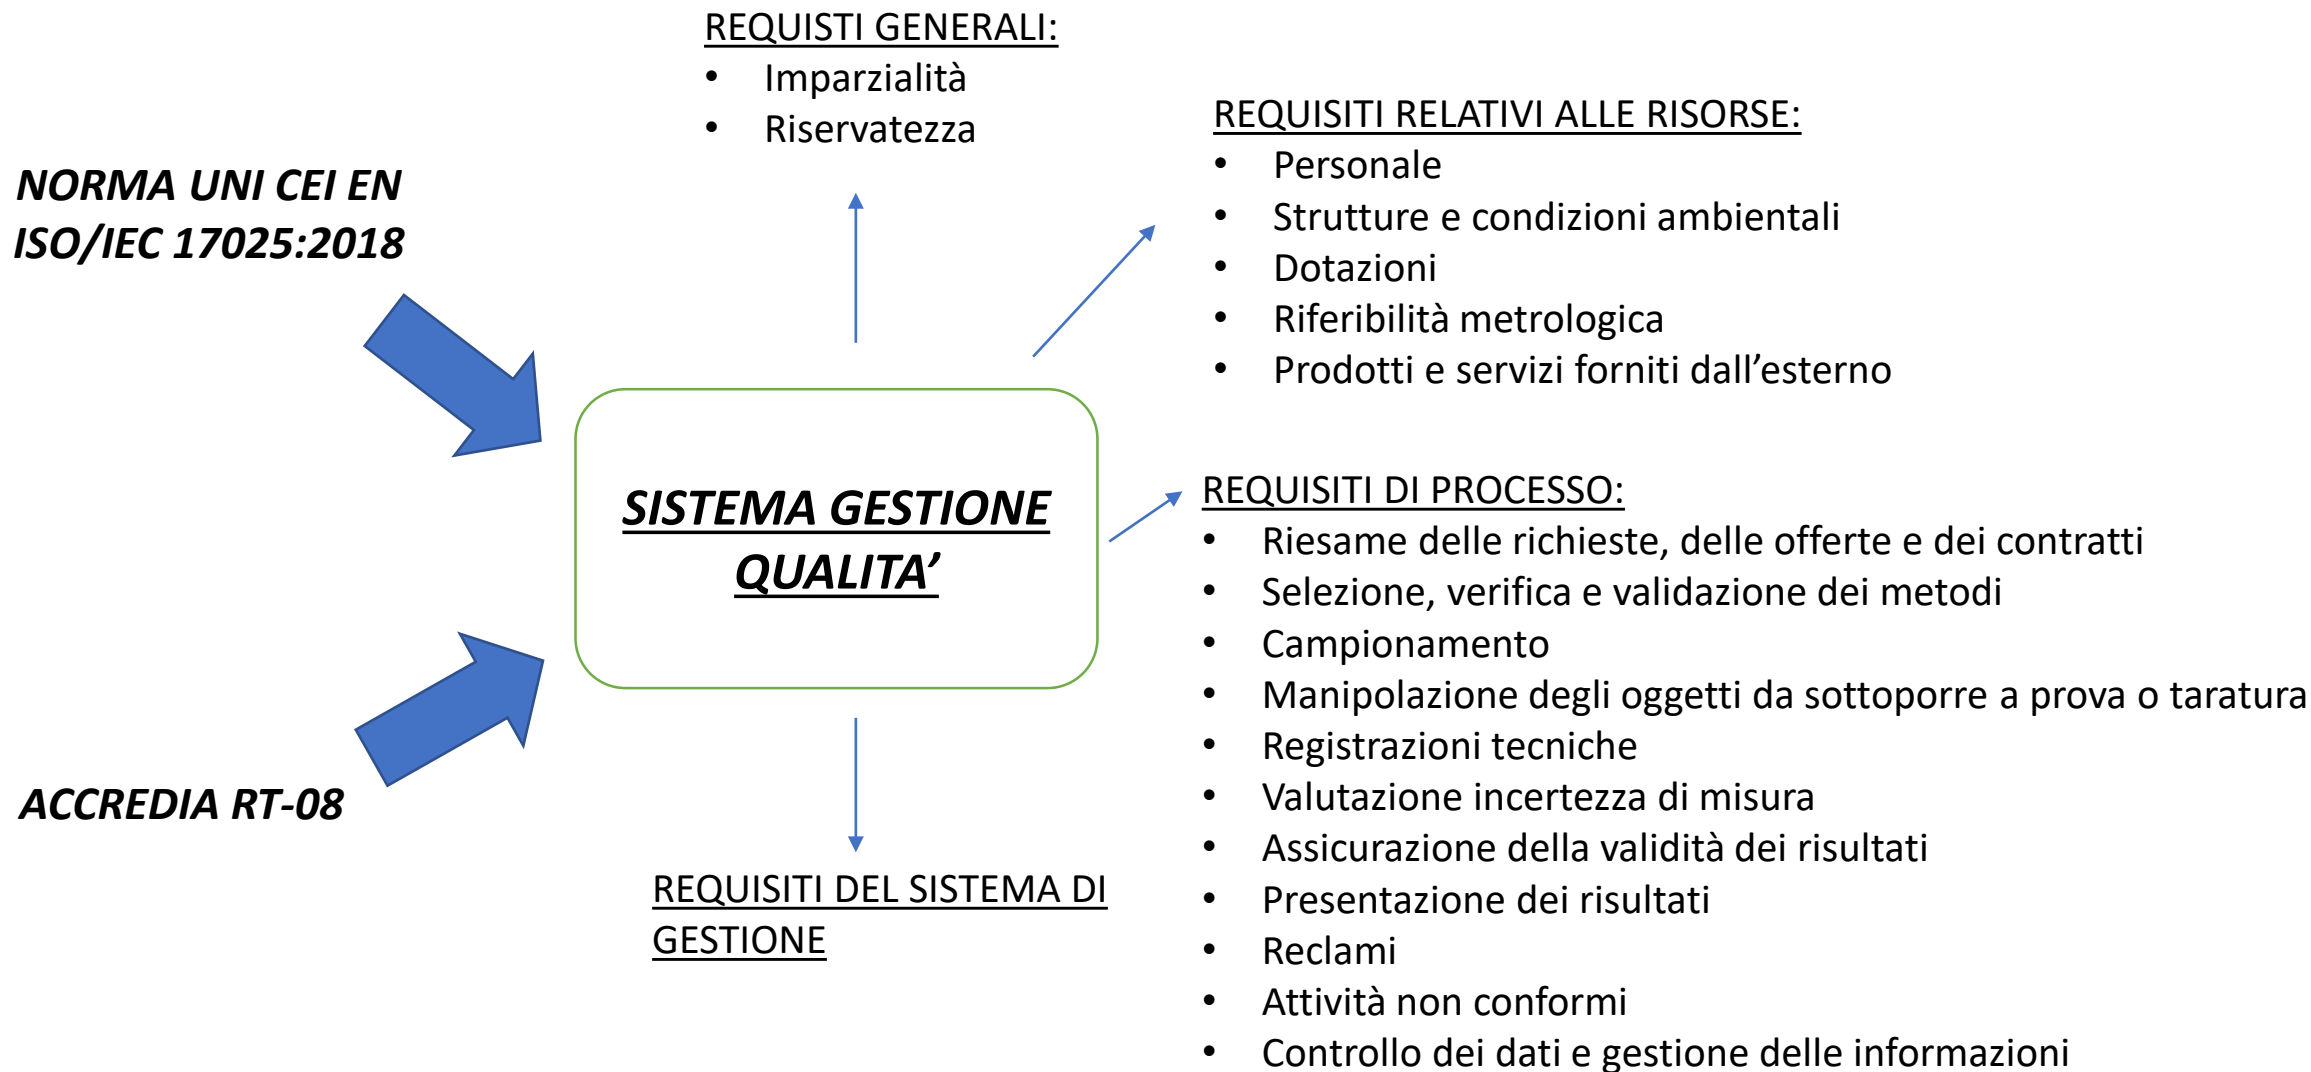 REQUISTI GENERALI:
• Imparzialità
• Riservatezza
NORMA UNI CEI EN
ISO/IEC 17025:2018
REQUISITI RELATIVI ALLE RISORSE:
• Personale
• Strutture e condizioni ambientali
• Dotazioni
• Riferibilità metrologica
• Prodotti e servizi forniti dall’esterno
SISTEMA GESTIONE
QUALITA’
REQUISITI DI PROCESSO:
• Riesame delle richieste, delle offerte e dei contratti
• Selezione, verifica e validazione dei metodi
• Campionamento
• Manipolazione degli oggetti da sottoporre a prova o taratura
• Registrazioni tecniche
• Valutazione incertezza di misura
• Assicurazione della validità dei risultati
• Presentazione dei risultati
• Reclami
• Attività non conformi
• Controllo dei dati e gestione delle informazioni
ACCREDIA RT-08
REQUISITI DEL SISTEMA DI
GESTIONE